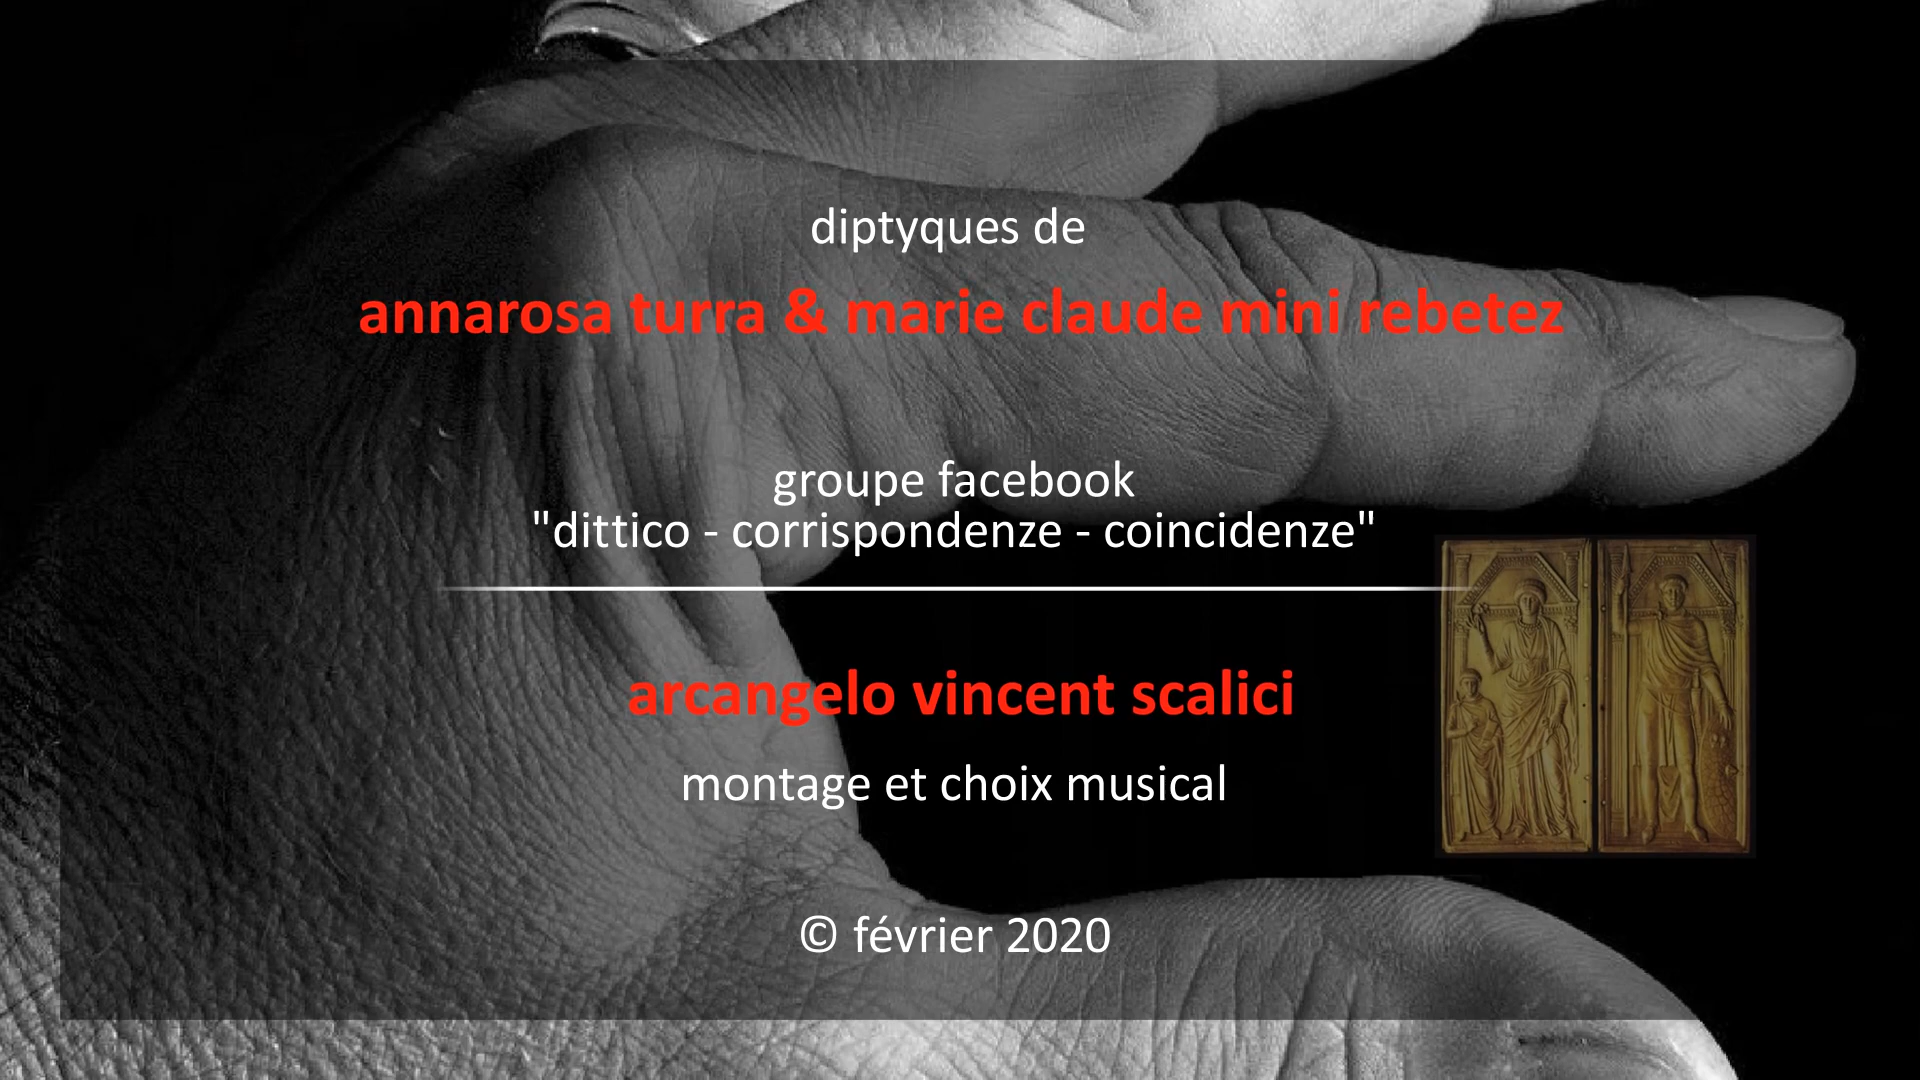 diptyques de
annarosa turra & marie claude mini rebetez
groupe facebook
"dittico - corrispondenze - coincidenze"
arcangelo vincent scalici
montage et choix musical
© février 2020